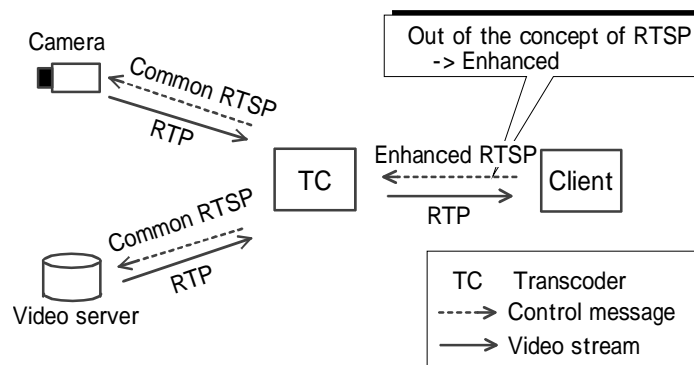 Out of the concept of RTSP
-> Enhanced
Camera
Common RTSP
RTP
TC
Enhanced RTSP
RTP
Client
Common RTSP
RTP
Video server
TC Transcoder
Control message
Video stream